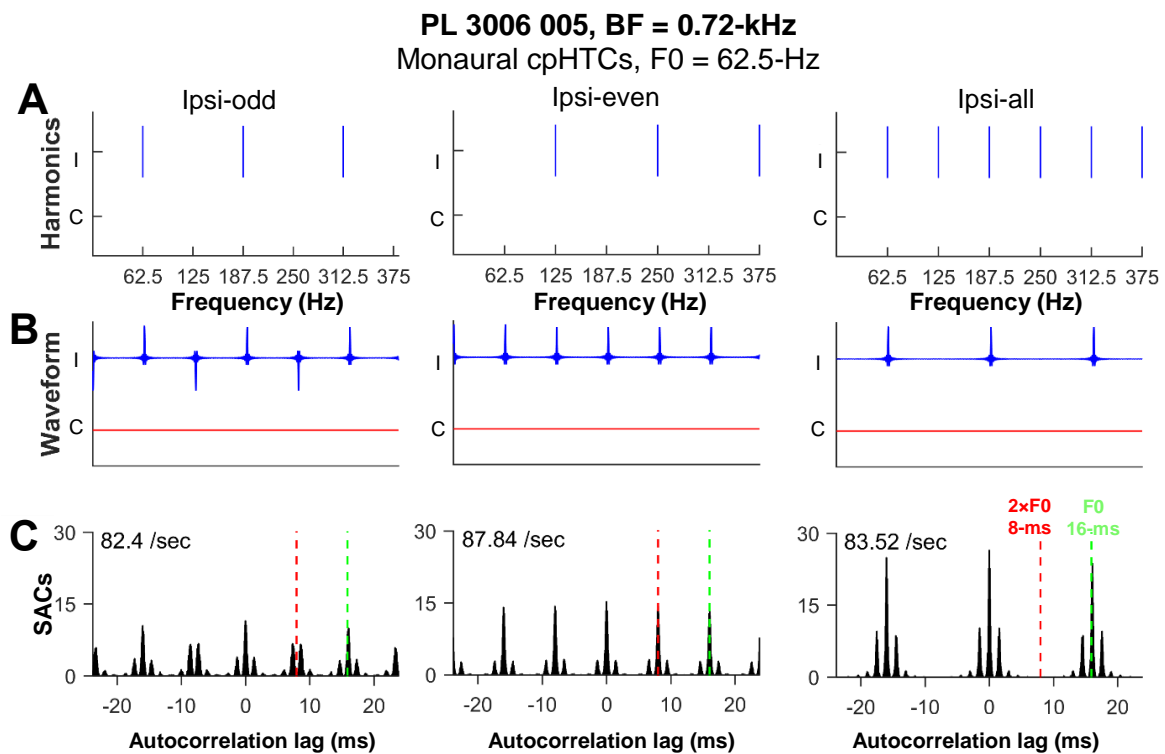 PL 3006 005, BF = 0.72-kHz
Monaural cpHTCs, F0 = 62.5-Hz
A
Ipsi-odd
Ipsi-even
Ipsi-all
Harmonics
I
C
I
C
I
C
62.5 125 187.5 250 312.5 375
62.5 125 187.5 250 312.5 375
62.5 125 187.5 250 312.5 375
Frequency (Hz)
Frequency (Hz)
Frequency (Hz)
B
Waveform
I
C
I
C
I
C
C
SACs
30
15
0
82.4 /sec
30
15
0
87.84 /sec
30
15
0
83.52 /sec
2×F0
8-ms
F0
16-ms
-20 -10 0 10 20
-20 -10 0 10 20
-20 -10 0 10 20
Autocorrelation lag (ms)
Autocorrelation lag (ms)
Autocorrelation lag (ms)